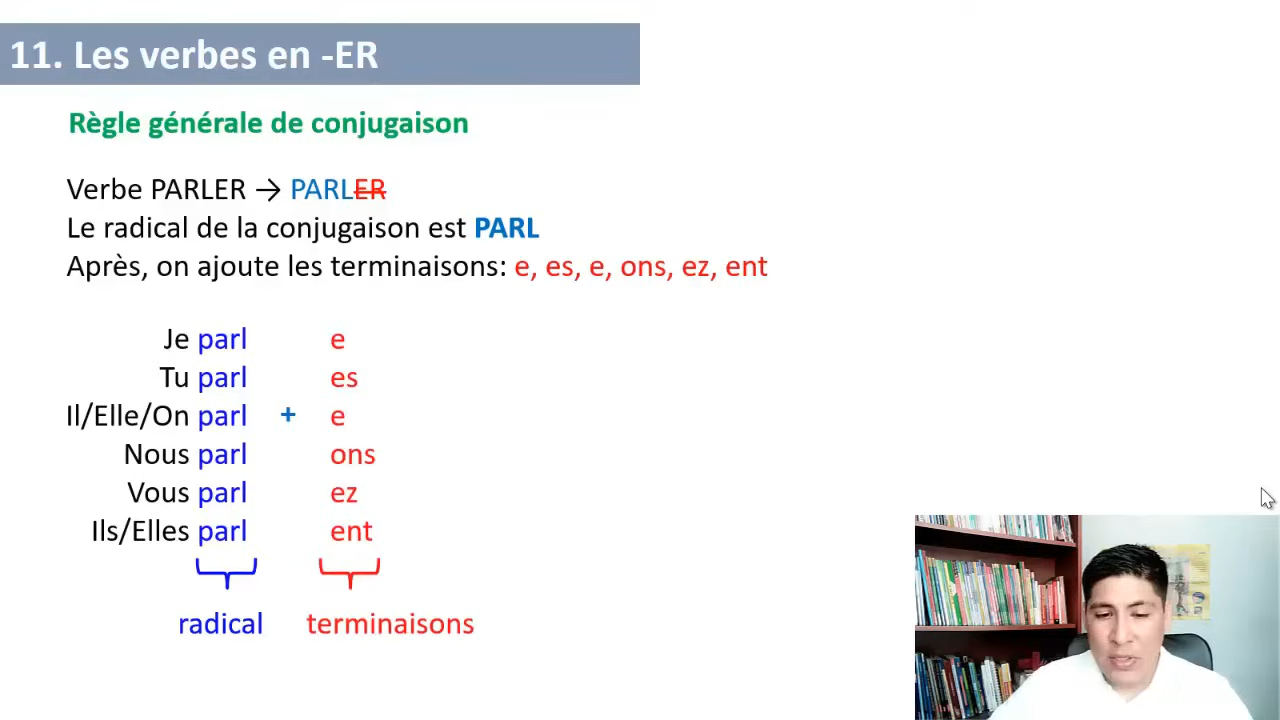 11. Les verbes en -ER
Règle générale de conjugaison
Verbe PARLER → PARLER
Le radical de la conjugaison est PARL
Après, on ajoute les terminaisons: e, es, e, ons, ez, ent
Je parl e
Tu parl es
Il/Elle/On parl + e
Nous parl ons
Vous parl ez
Ils/Elles parl ent
radical terminaisons